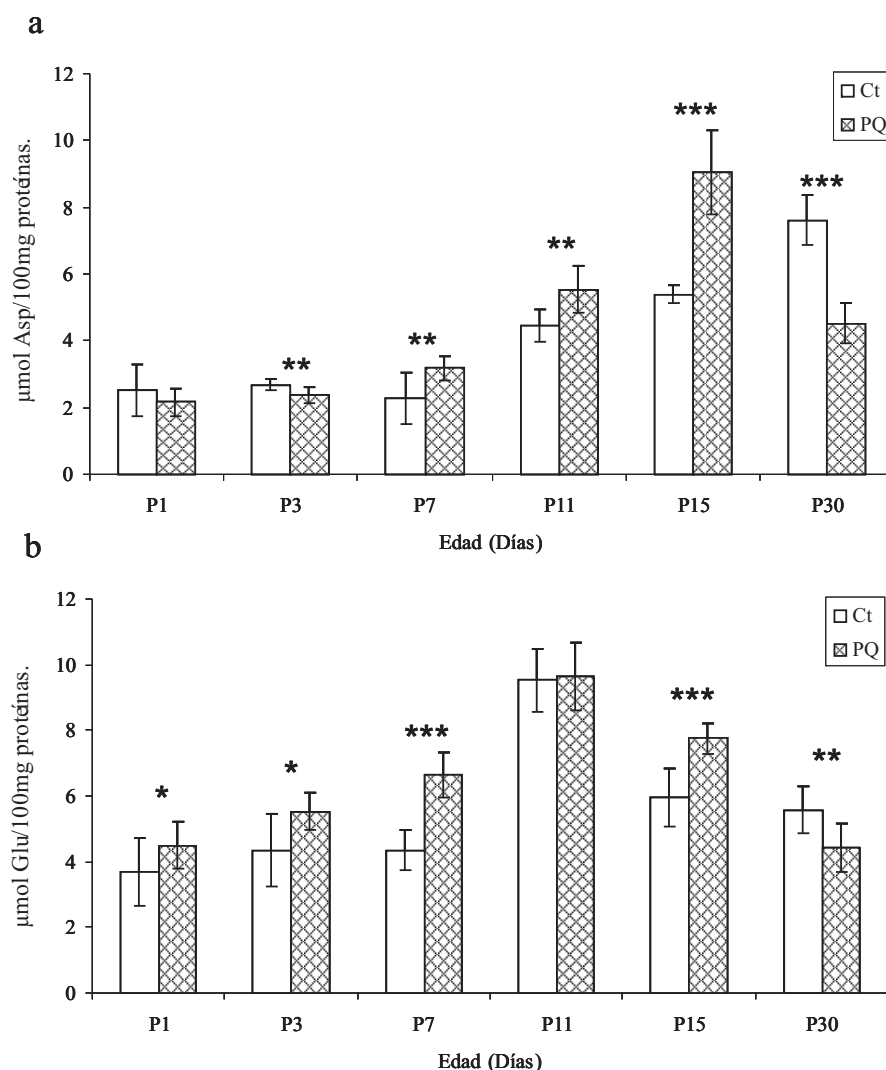 a
12
10
8
6
4
2
0
µmol Asp/100mg proteínas.
Ct
PQ
***
***
**
**
**
P1 P3 P7 P11 P15 P30
Edad (Días)
b
12
10
8
6
4
2
0
µmol Glu/100mg proteínas.
Ct
PQ
***
***
**
*
*
P1 P3 P7 P11 P15 P30
Edad (Días)